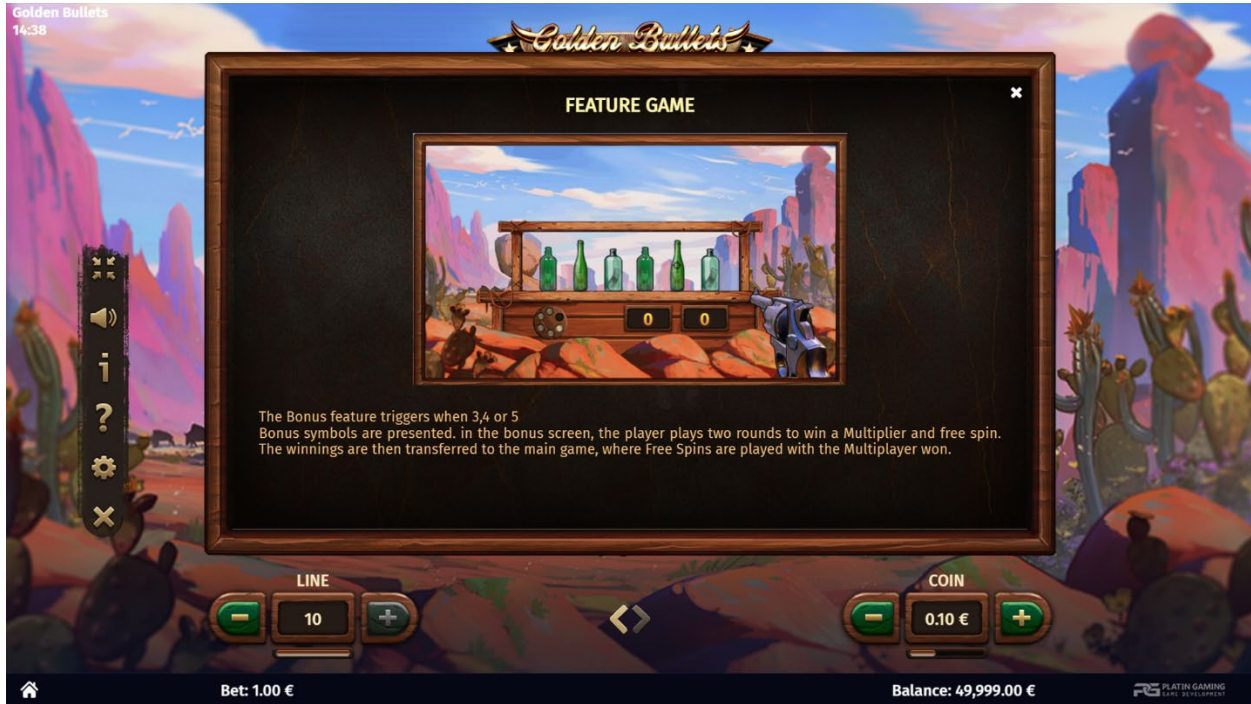 Golden Bullets
14:38
Golden Bullets
FEATURE GAME
0 0
The Bonus feature triggers when 3,4 or 5
Bonus symbols are presented. in the bonus screen, the player plays two rounds to win a Multiplier and free spin.
The winnings are then transferred to the main game, where Free Spins are played with the Multiplayer won.
LINE
10
COIN
0.10 €
Bet: 1.00 €
Balance: 49,999.00 €
PG PLATIN GAMING
GAME DEVELOPMENT